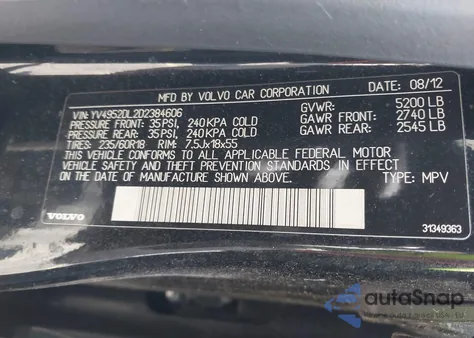 MFD BY VOLVO CAR CORPORATION DATE: 08/12
VIN: YV4952DL2D2384606 GVWR: 5200 LB
PRESSURE FRONT: 35PSI, 240KPA COLD GAWR FRONT: 2740 LB
PRESSURE REAR: 35PSI, 240KPA COLD GAWR REAR: 2545 LB
TIRES: 235/60R18 RIM: 7.5Jx18x55
THIS VEHICLE CONFORMS TO ALL APPLICABLE FEDERAL MOTOR
VEHICLE SAFETY AND THEFT PREVENTION STANDARDS IN EFFECT
ON THE DATE OF MANUFACTURE SHOWN ABOVE. TYPE: MPV
VOLVO 31349363
autoSnap